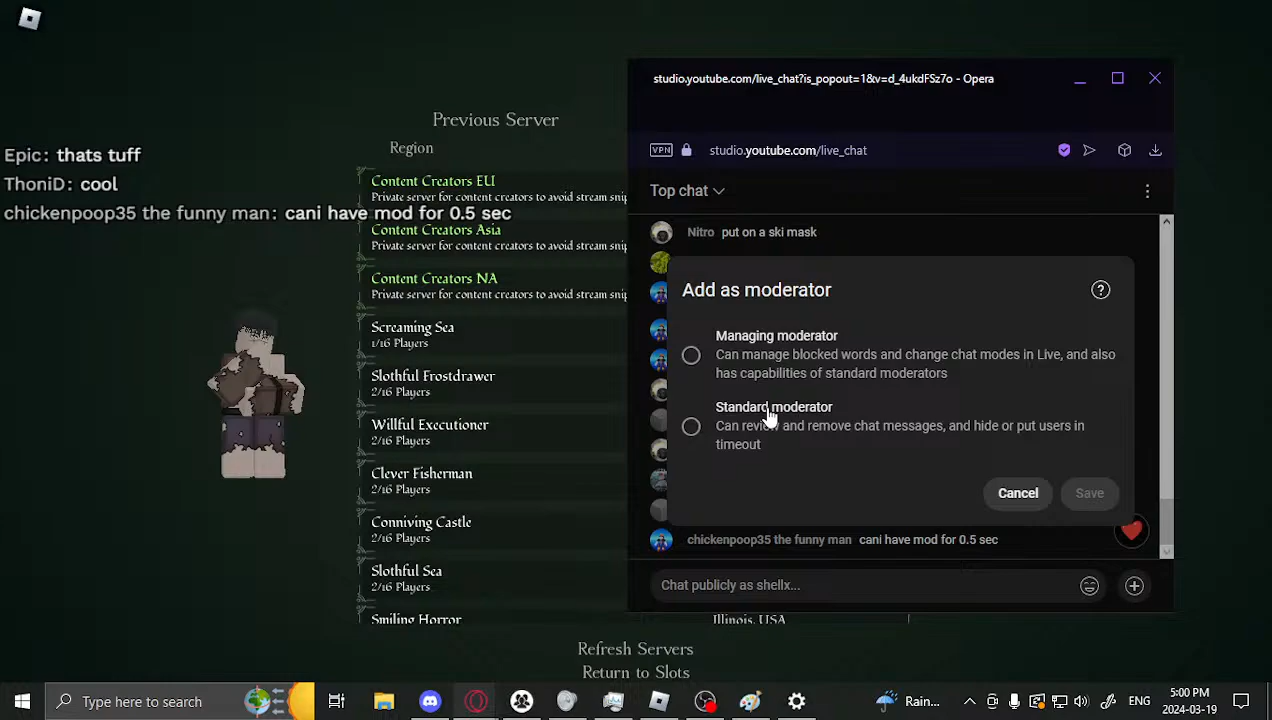 Previous Server
Region
Epic: thats tuff
ThoniD: cool
chickenpoop35 the funny man: cani have mod for 0.5 sec
Content Creators EU
Private server for content creators to avoid stream snip
Content Creators Asia
Private server for content creators to avoid stream snip
Content Creators NA
Private server for content creators to avoid stream snip
Screaming Sea
1/16 Players
Slothful Frostdrawer
2/16 Players
Willful Executioner
2/16 Players
Clever Fisherman
2/16 Players
Conniving Castle
2/16 Players
Slothful Sea
2/16 Players
Smiling Horror
Illinois, USA
Refresh Servers
Return to Slots
studio.youtube.com/live_chat?is_popout=1&v=d_4ukdFSz7o - Opera
VPN
studio.youtube.com/live_chat
Top chat
Nitro put on a ski mask
Add as moderator
Managing moderator
Can manage blocked words and change chat modes in Live, and also
has capabilities of standard moderators
Standard moderator
Can review and remove chat messages, and hide or put users in
timeout
Cancel
Save
chickenpoop35 the funny man cani have mod for 0.5 sec
Chat publicly as shellx...
Type here to search
Rain...
ENG
5:00 PM
2024-03-19